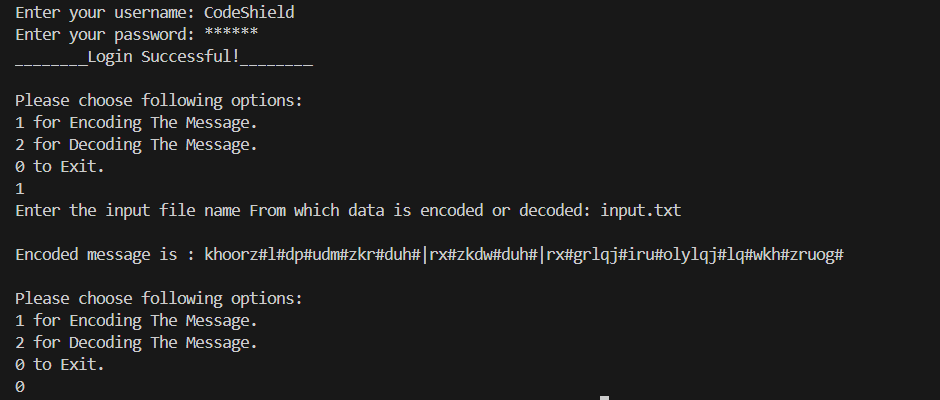 Enter your username: CodeShield
Enter your password: ******
________Login Successful!________
Please choose following options:
1 for Encoding The Message.
2 for Decoding The Message.
0 to Exit.
1
Enter the input file name From which data is encoded or decoded: input.txt
Encoded message is : khoorz#l#dp#udm#zkr#duh#|rx#zkdw#duh#|rx#grlqj#iru#olylqj#lq#wkh#zruog#
Please choose following options:
1 for Encoding The Message.
2 for Decoding The Message.
0 to Exit.
0